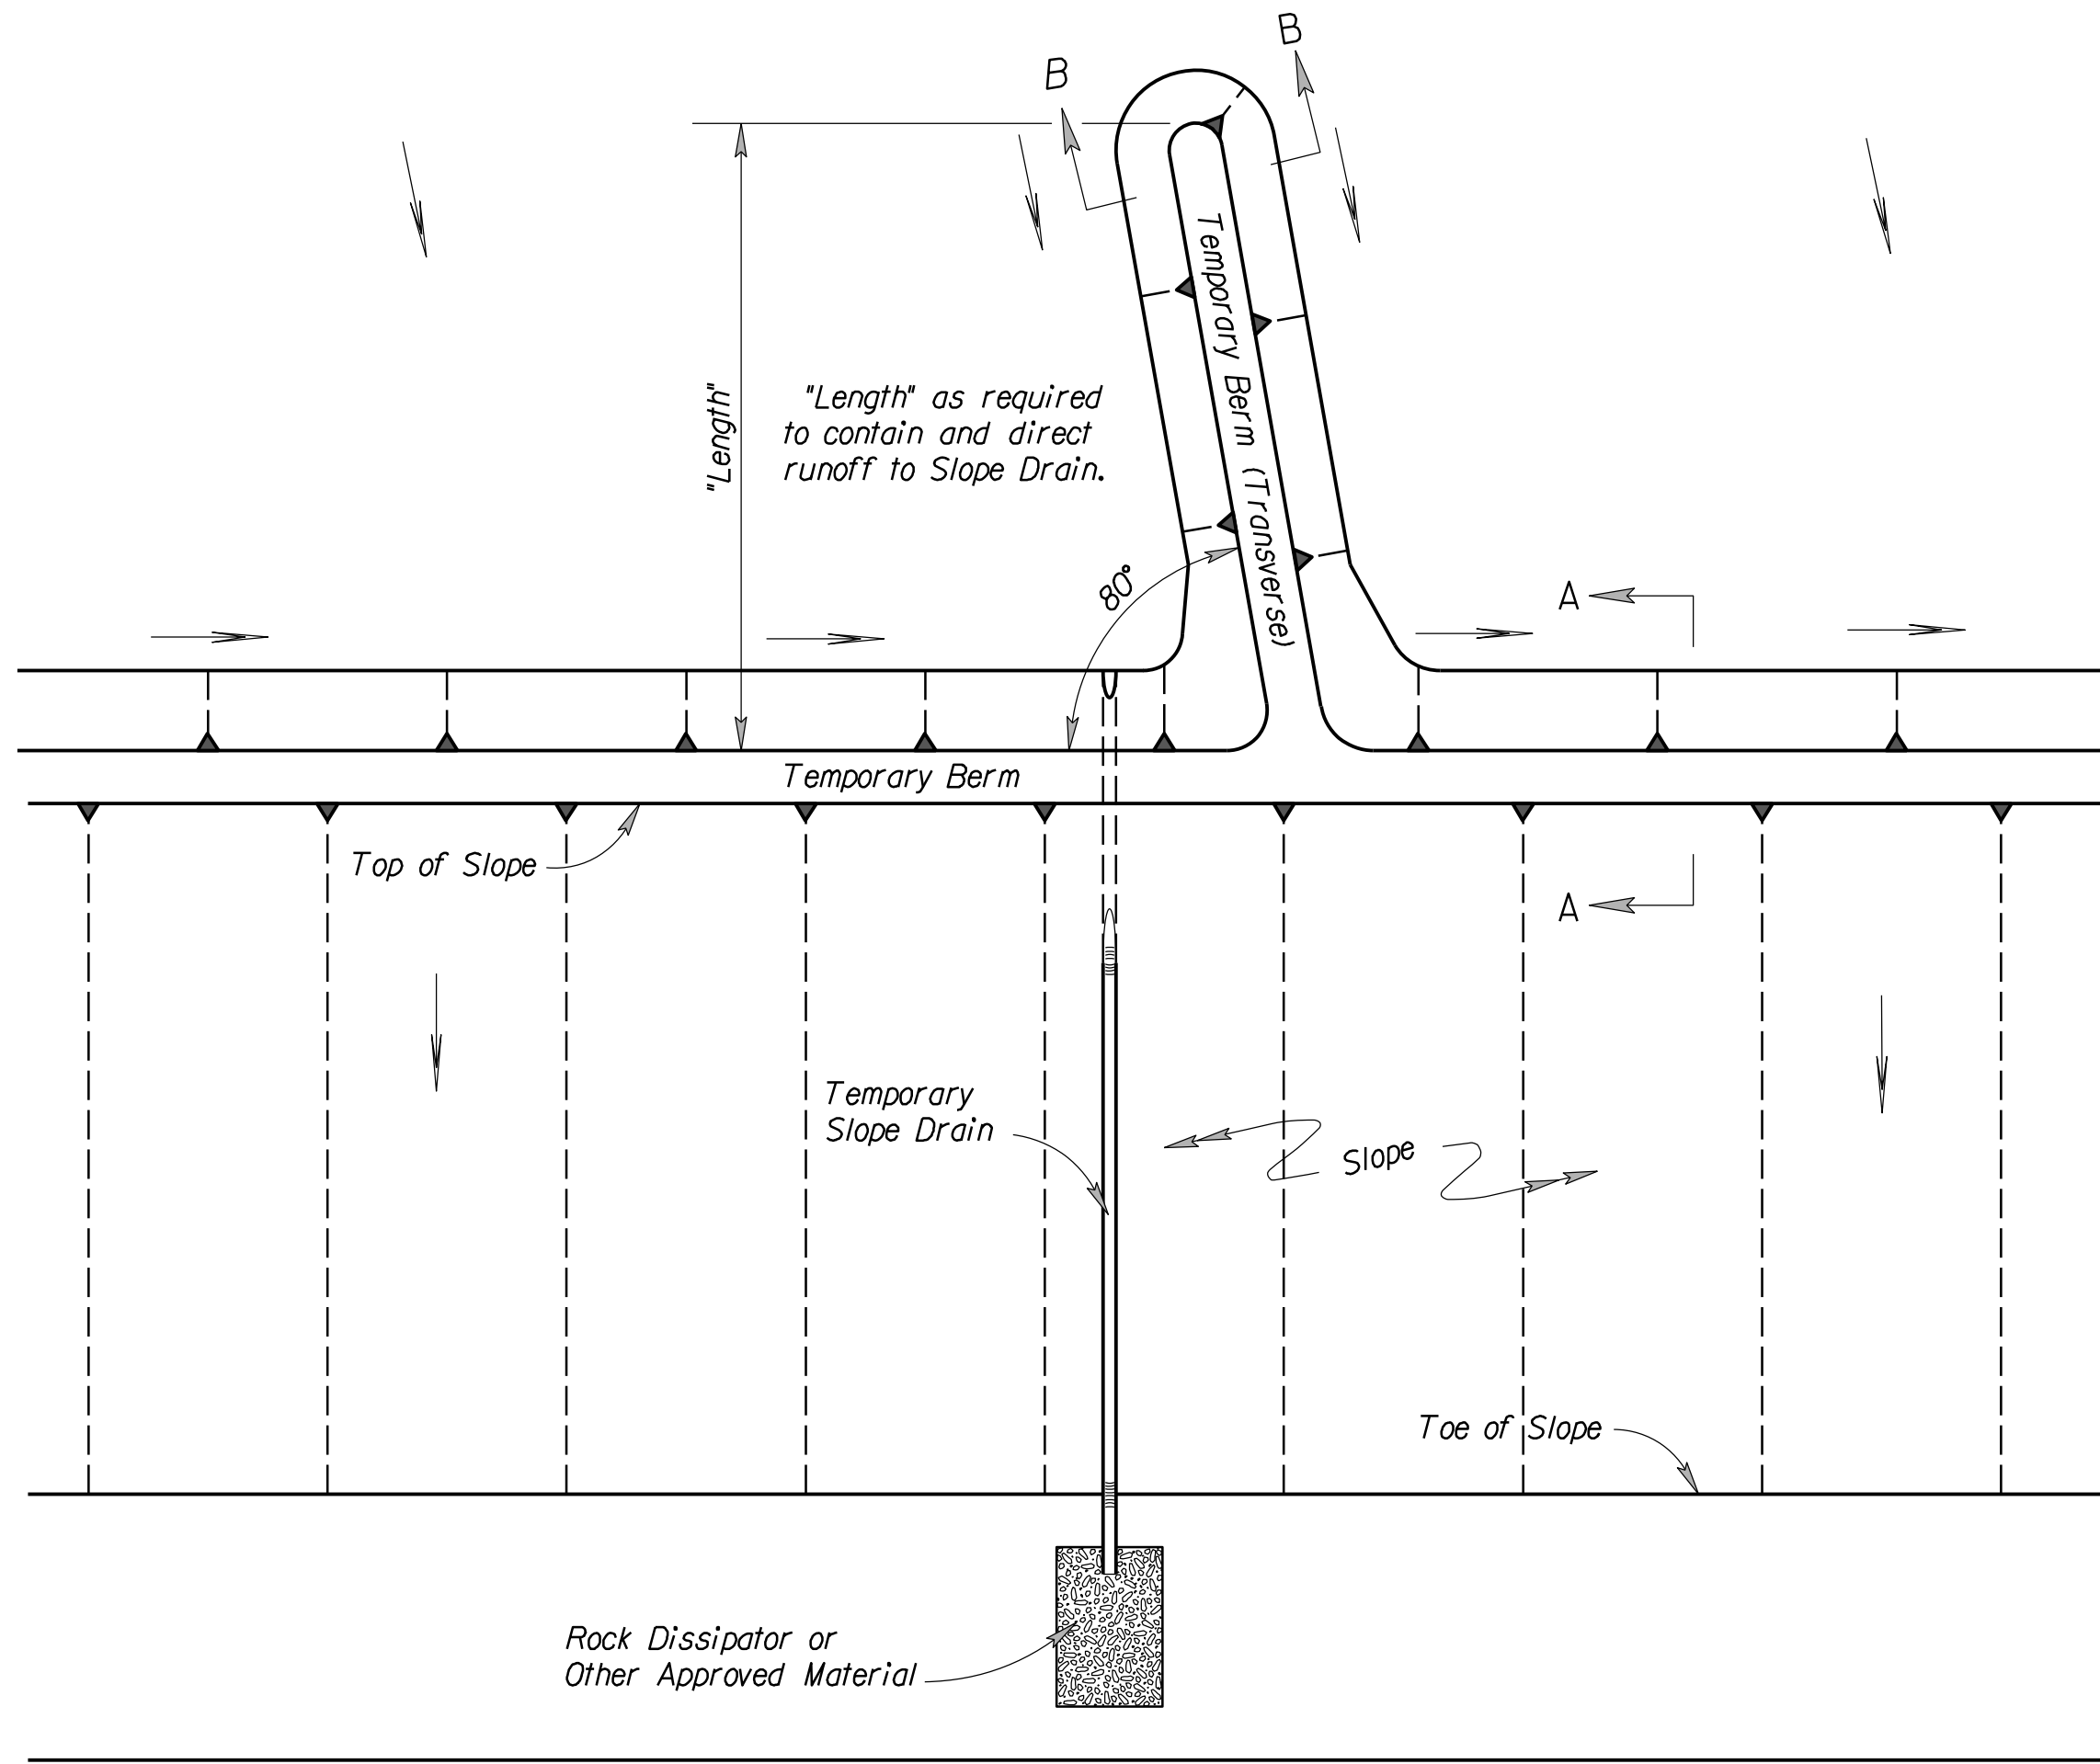 B
B
"Length"
"Length" as required
to contain and direct
runoff to Slope Drain.
Temporary Berm (Transverse)
80°
A
Temporary Berm
Top of Slope
A
Temporary
Slope Drain
Slope
Toe of Slope
Rock Dissipator or
Other Approved Material